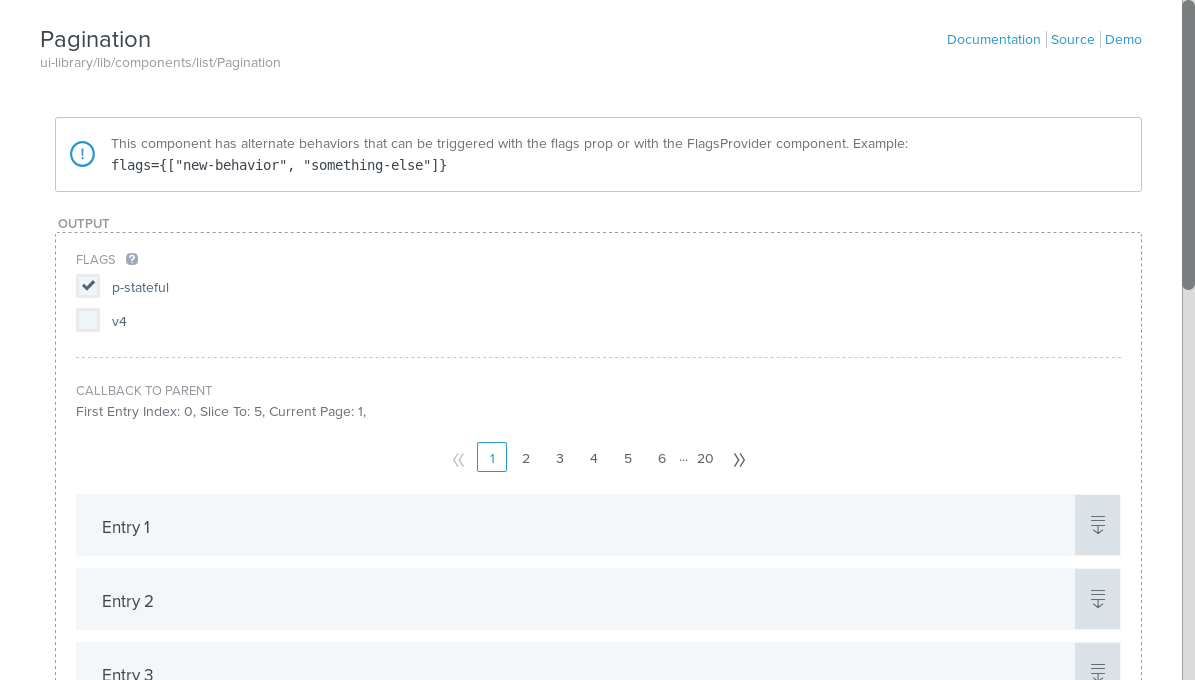 Pagination
Documentation Source Demo
ui-library/lib/components/list/Pagination
This component has alternate behaviors that can be triggered with the flags prop or with the FlagsProvider component. Example:
flags={["new-behavior", "something-else"]}
OUTPUT
FLAGS ?
p-stateful
v4
CALLBACK TO PARENT
First Entry Index: 0, Slice To: 5, Current Page: 1,
1 2 3 4 5 6 ... 20
Entry 1
Entry 2
Entry 3